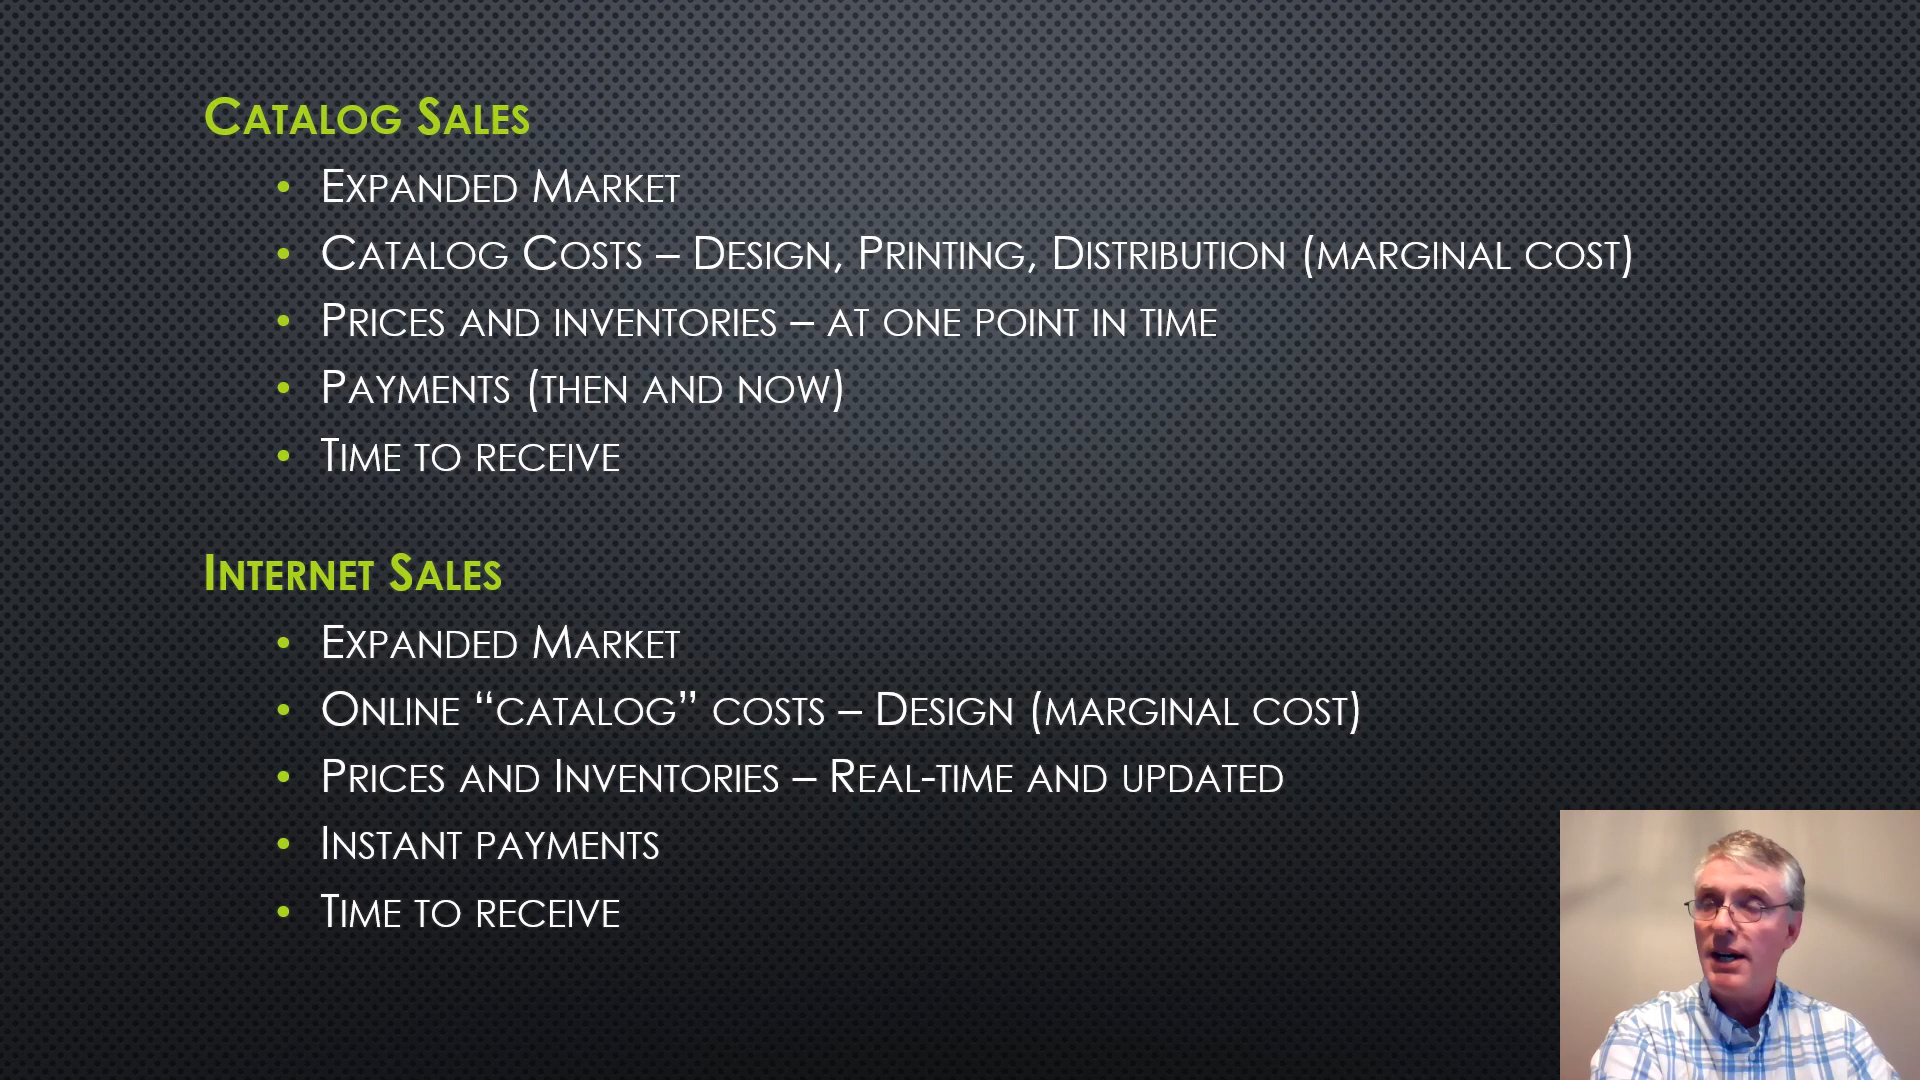 Catalog Sales
• Expanded Market
• Catalog Costs – Design, Printing, Distribution (marginal cost)
• Prices and inventories – at one point in time
• Payments (then and now)
• Time to receive
Internet Sales
• Expanded Market
• Online “catalog” costs – Design (marginal cost)
• Prices and Inventories – Real-time and updated
• Instant payments
• Time to receive